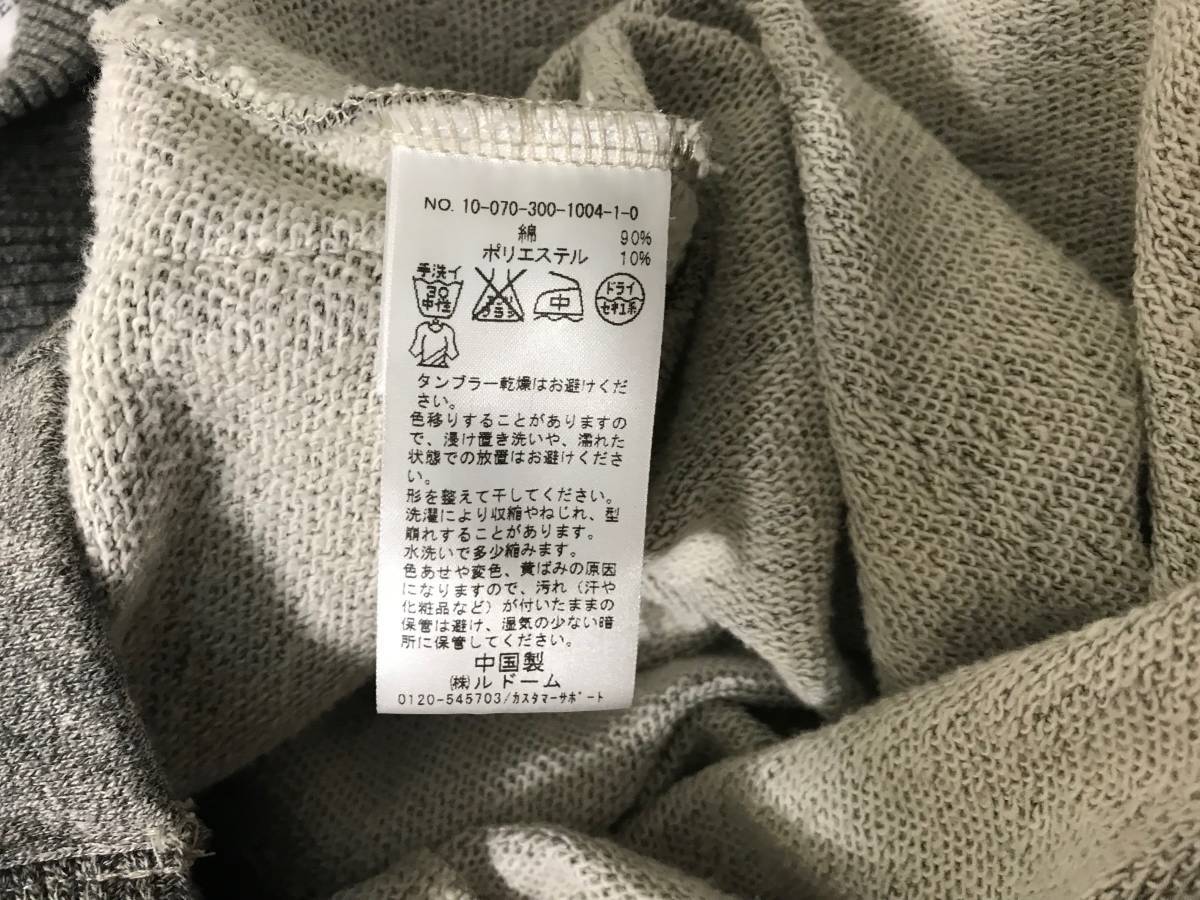 NO. 10-070-300-1004-1-0
綿 90%
ポリエステル 10%
手洗イ
30
中性
エンソ
サラシ
中
ドライ
セキユ系
タンブラー乾燥はお避けくだ
さい。
色移りすることがありますの
で、浸け置き洗いや、濡れた
状態での放置はお避けくださ
い。
形を整えて干してください。
洗濯により収縮やねじれ、型
崩れすることがあります。
水洗いで多少縮みます。
色あせや変色、黄ばみの原因
になりますので、汚れ（汗や
化粧品など）が付いたままの
保管は避け、湿気の少ない暗
所に保管してください。
中国製
㈱ルドーム
0120-545703/カスタマーサポート